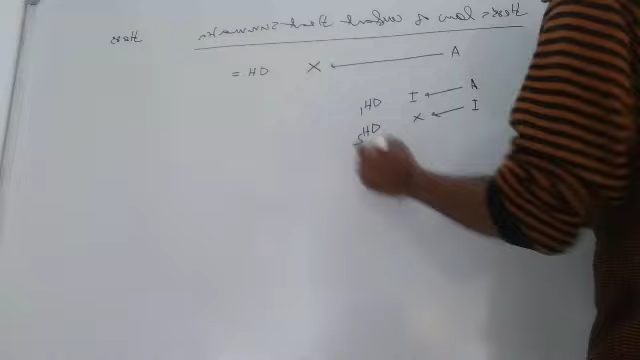 Hess's law of constant Heat summation
Hess
A → X ΔH =
A → I ΔH₁
I → X ΔH₂